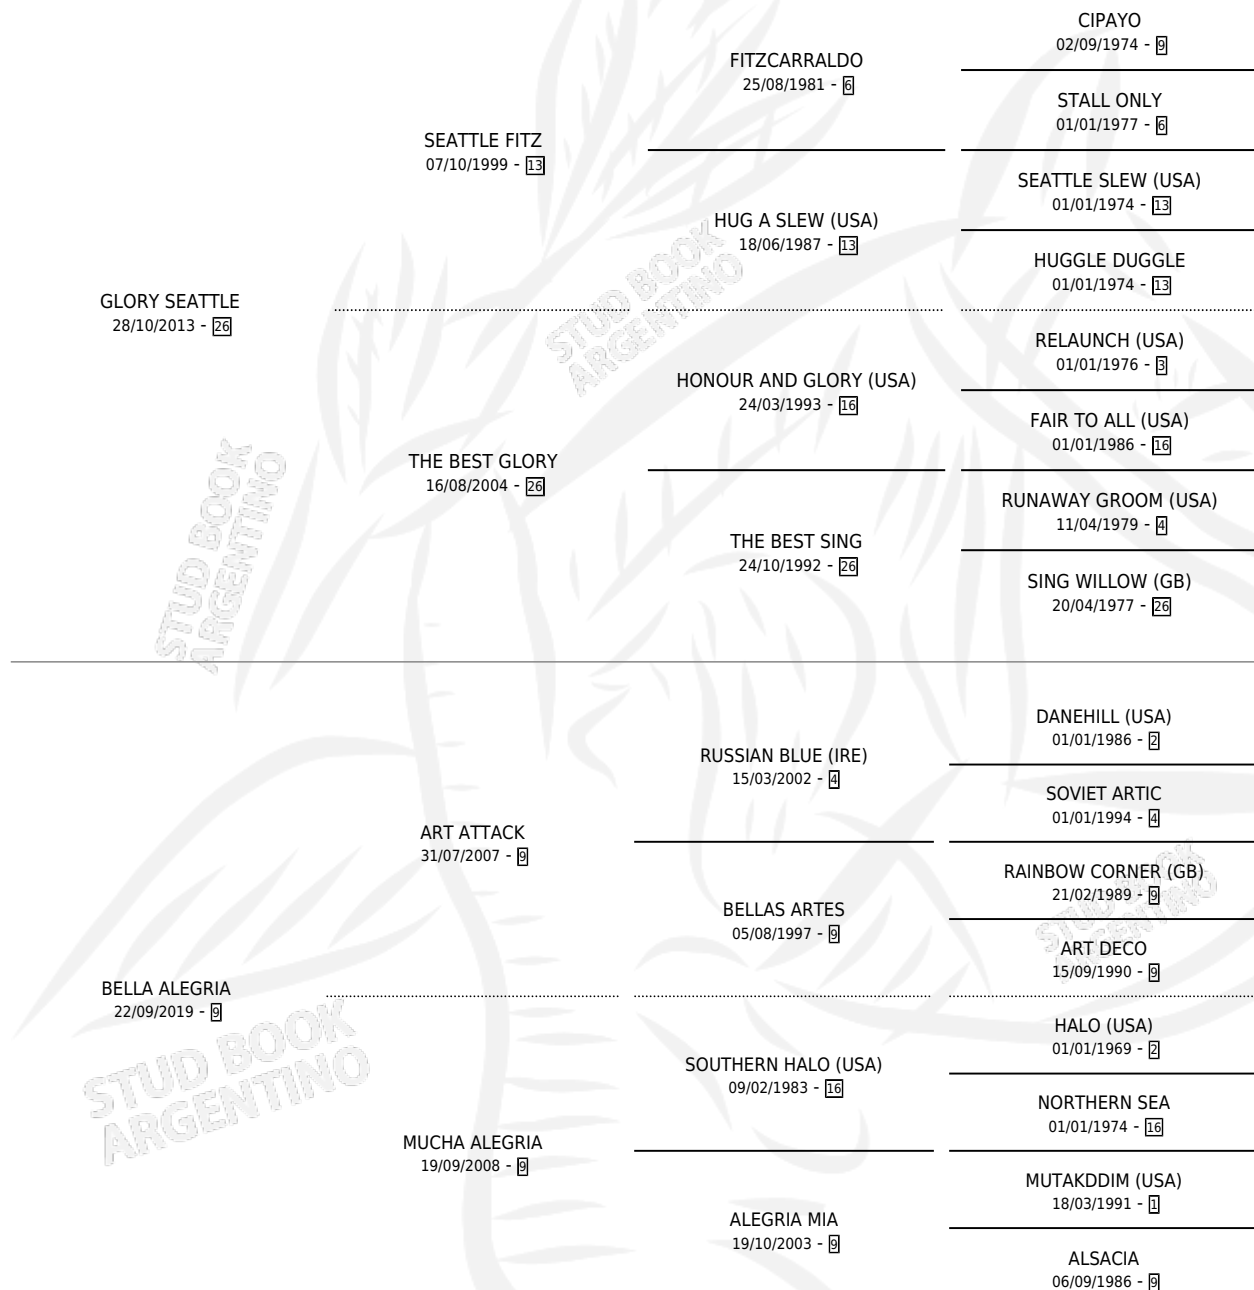 CIPAYO
02/09/1974 - 9
FITZCARRALDO
25/08/1981 - 6
STALL ONLY
01/01/1977 - 6
SEATTLE FITZ
07/10/1999 - 13
SEATTLE SLEW (USA)
01/01/1974 - 13
HUG A SLEW (USA)
18/06/1987 - 13
HUGGLE DUGGLE
01/01/1974 - 13
GLORY SEATTLE
28/10/2013 - 26
STUD BOOK
ARGENTINO
RELAUNCH (USA)
01/01/1976 - 3
HONOUR AND GLORY (USA)
24/03/1993 - 16
FAIR TO ALL (USA)
01/01/1986 - 16
THE BEST GLORY
16/08/2004 - 26
RUNAWAY GROOM (USA)
11/04/1979 - 4
THE BEST SING
24/10/1992 - 26
SING WILLOW (GB)
20/04/1977 - 26
STUD BOOK
ARGENTINO
DANEHILL (USA)
01/01/1986 - 2
RUSSIAN BLUE (IRE)
15/03/2002 - 4
SOVIET ARTIC
01/01/1994 - 4
ART ATTACK
31/07/2007 - 9
RAINBOW CORNER (GB)
21/02/1989 - 9
BELLAS ARTES
05/08/1997 - 9
STUD BOOK
ARGENTINO
ART DECO
15/09/1990 - 9
BELLA ALEGRIA
22/09/2019 - 9
HALO (USA)
01/01/1969 - 2
SOUTHERN HALO (USA)
09/02/1983 - 16
STUD BOOK
ARGENTINO
NORTHERN SEA
01/01/1974 - 16
MUCHA ALEGRIA
19/09/2008 - 9
MUTAKDDIM (USA)
18/03/1991 - 1
ALEGRIA MIA
19/10/2003 - 9
ALSACIA
06/09/1986 - 9